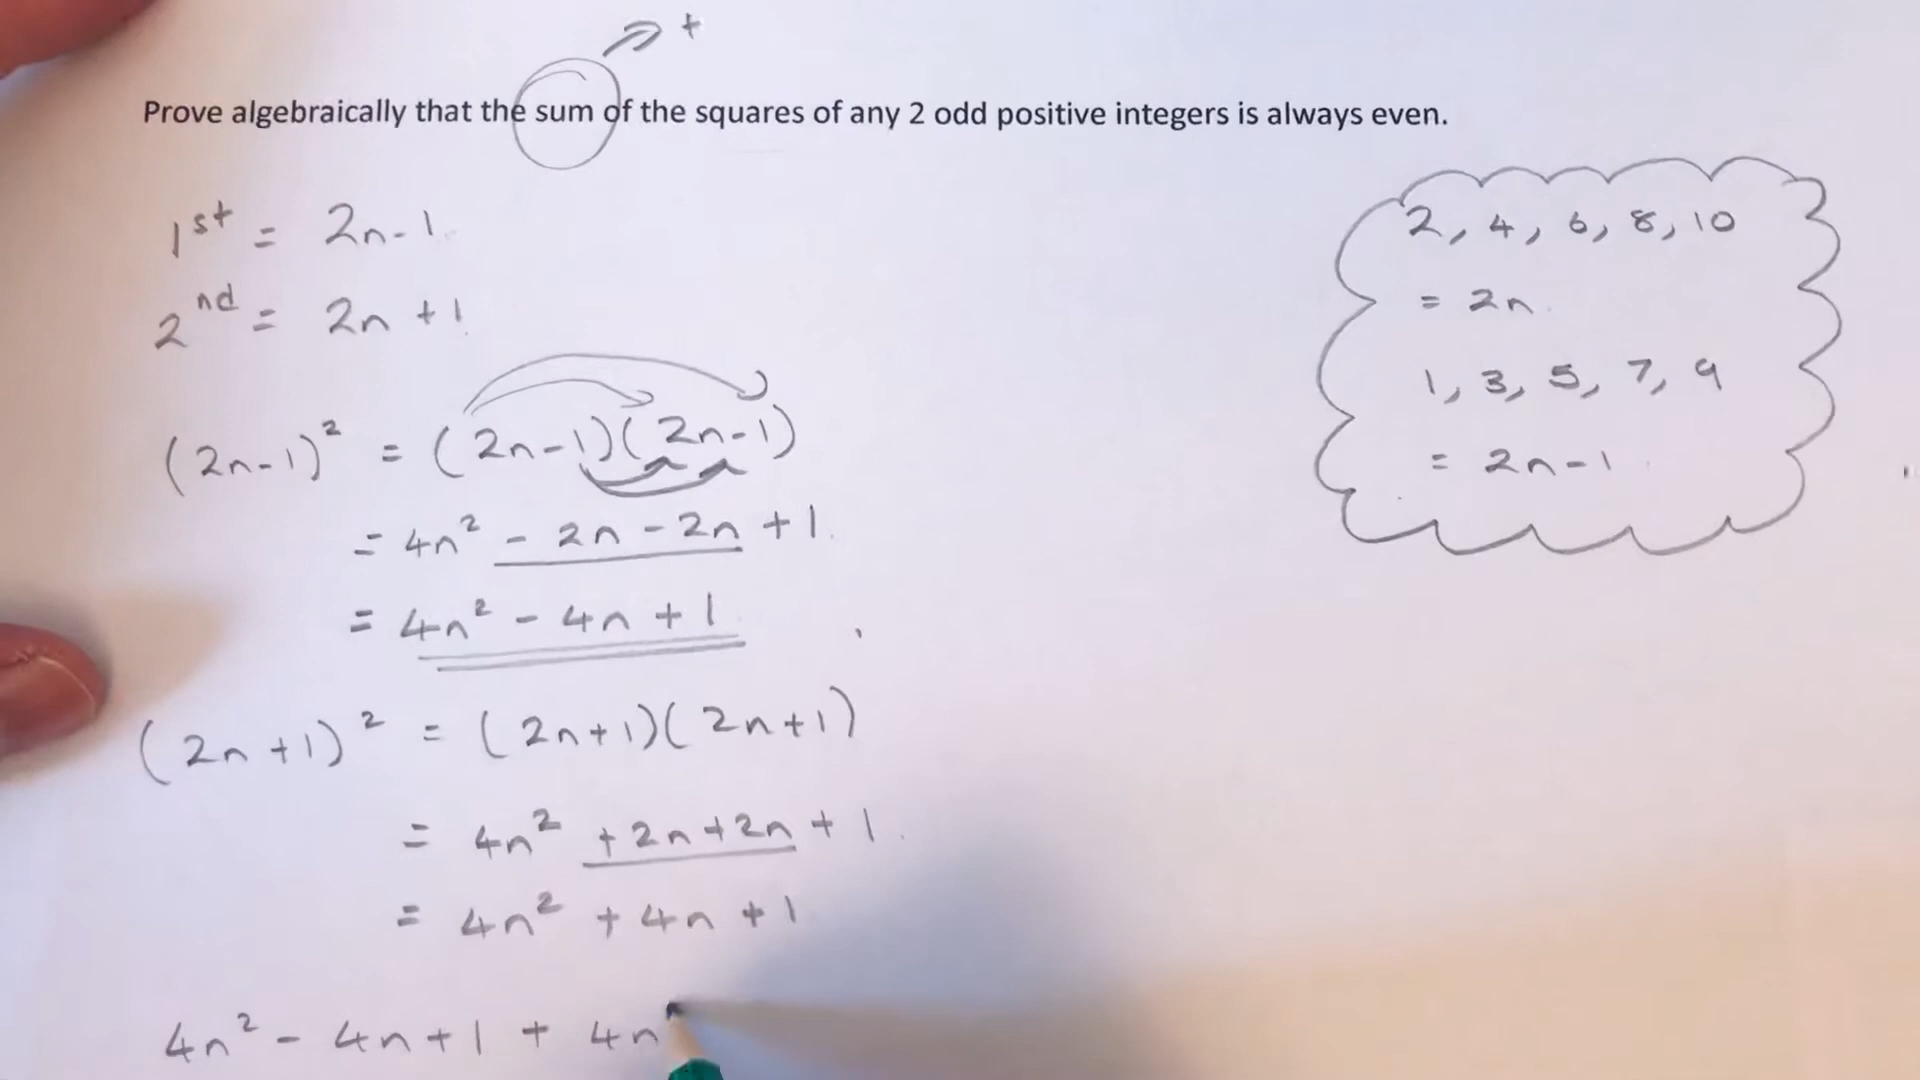 +
Prove algebraically that the sum of the squares of any 2 odd positive integers is always even.
1st = 2n-1
2nd = 2n+1
(2n-1)² = (2n-1)(2n-1)
= 4n² - 2n - 2n + 1
= 4n² - 4n + 1
(2n+1)² = (2n+1)(2n+1)
= 4n² + 2n + 2n + 1
= 4n² + 4n + 1
4n² - 4n + 1 + 4n
2, 4, 6, 8, 10
= 2n
1, 3, 5, 7, 9
= 2n-1